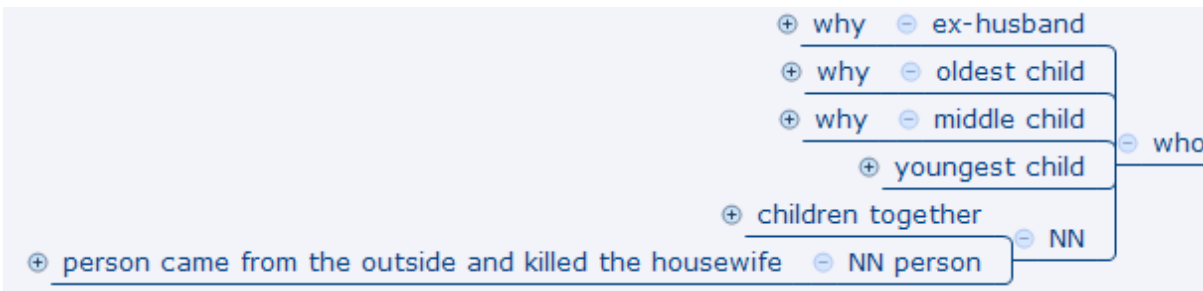 why ex-husband
why oldest child
why middle child
who
youngest child
children together
NN
person came from the outside and killed the housewife NN person